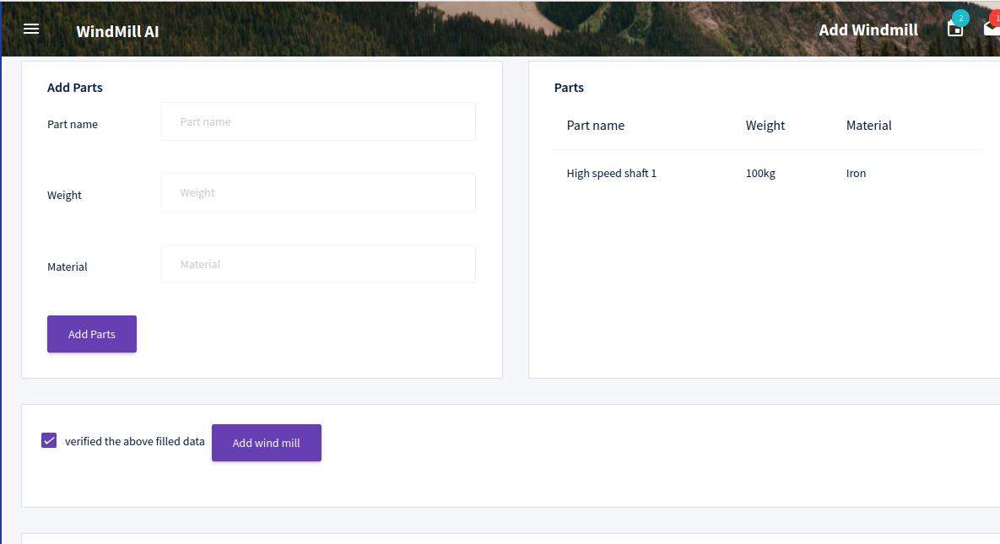 WindMill AI
Add Windmill
2
1
Add Parts
Part name
Part name
Weight
Weight
Material
Material
Add Parts
Parts
Part name Weight Material
High speed shaft 1 100kg Iron
verified the above filled data
Add wind mill